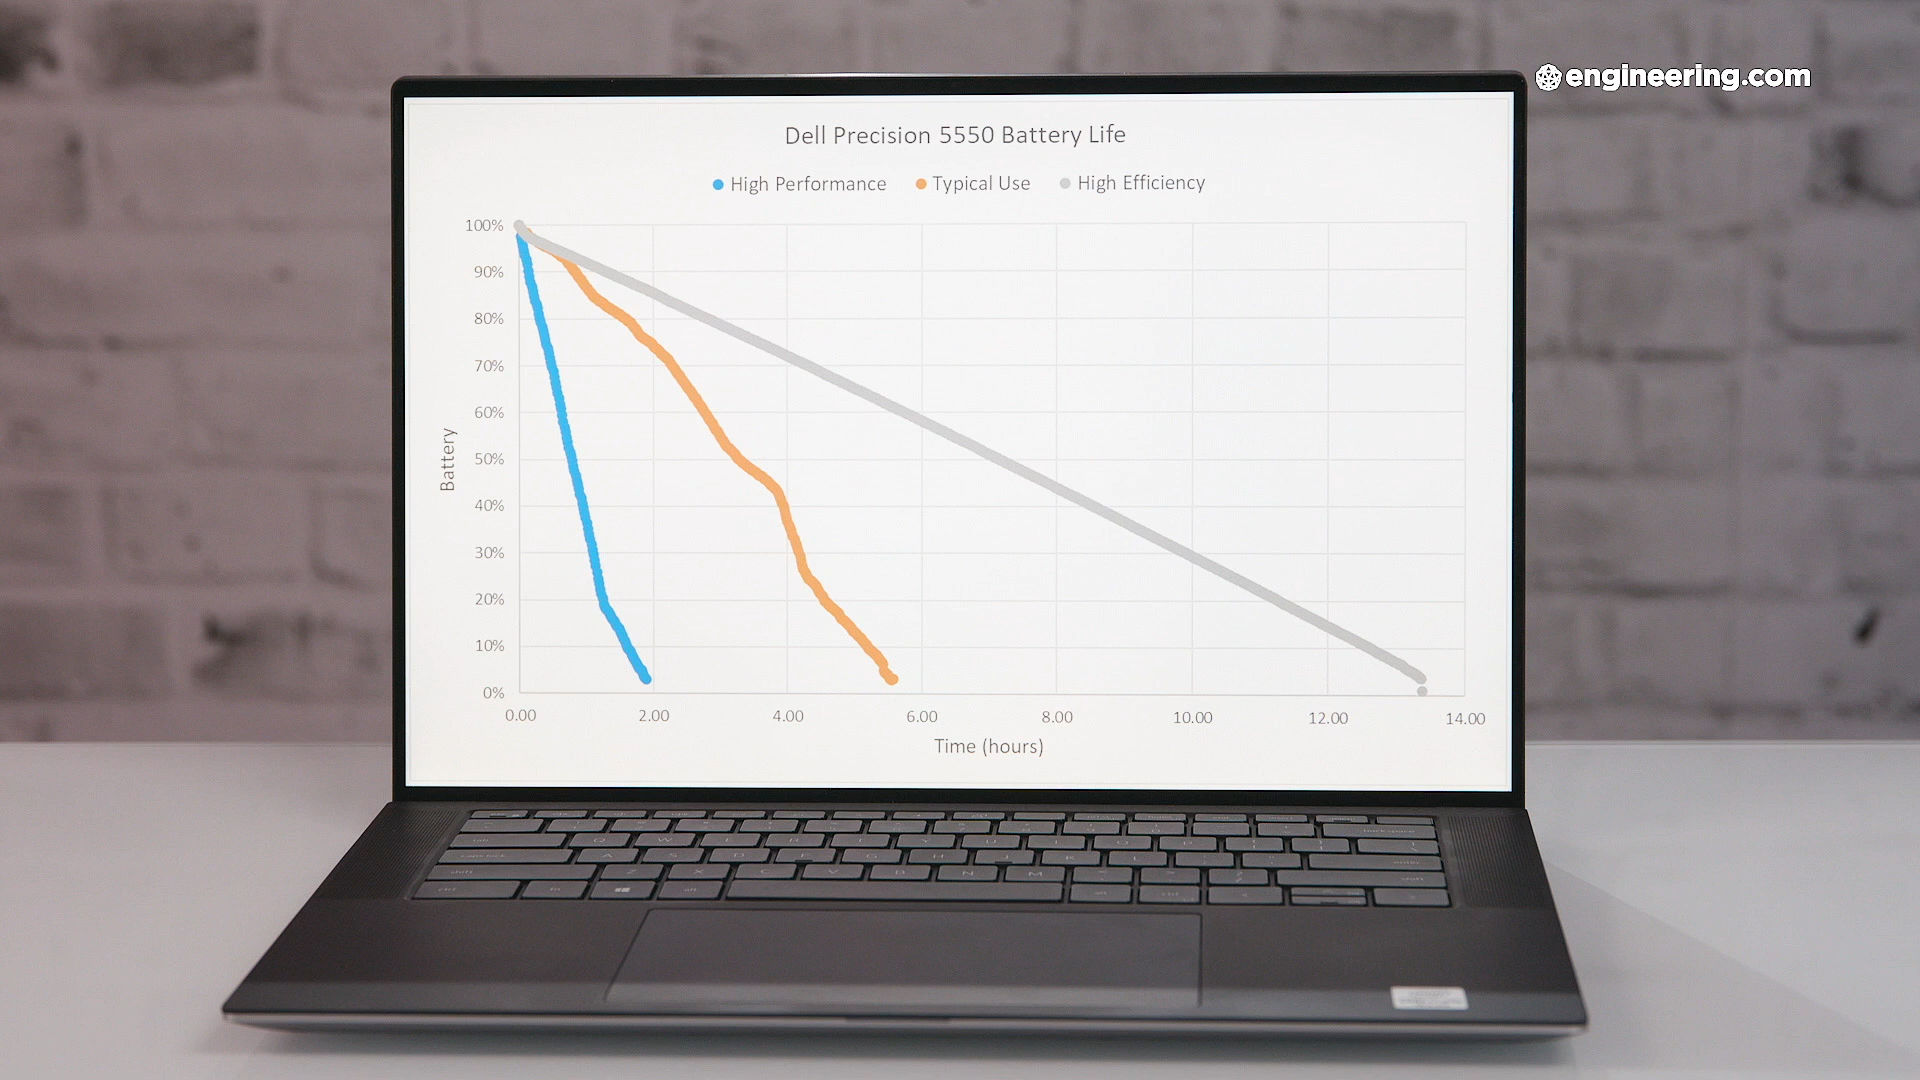 engineering.com
Dell Precision 5550 Battery Life
High Performance Typical Use High Efficiency
100%
90%
80%
70%
60%
50%
40%
30%
20%
10%
0%
Battery
0.00 2.00 4.00 6.00 8.00 10.00 12.00 14.00
Time (hours)